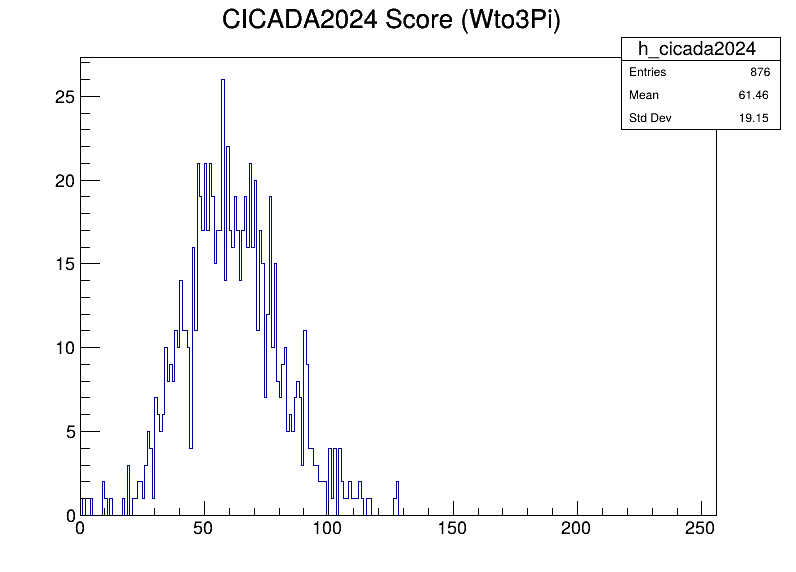 CICADA2024 Score (Wto3Pi)
h_cicada2024
Entries 876
Mean 61.46
Std Dev 19.15
25
20
15
10
5
0
0 50 100 150 200 250